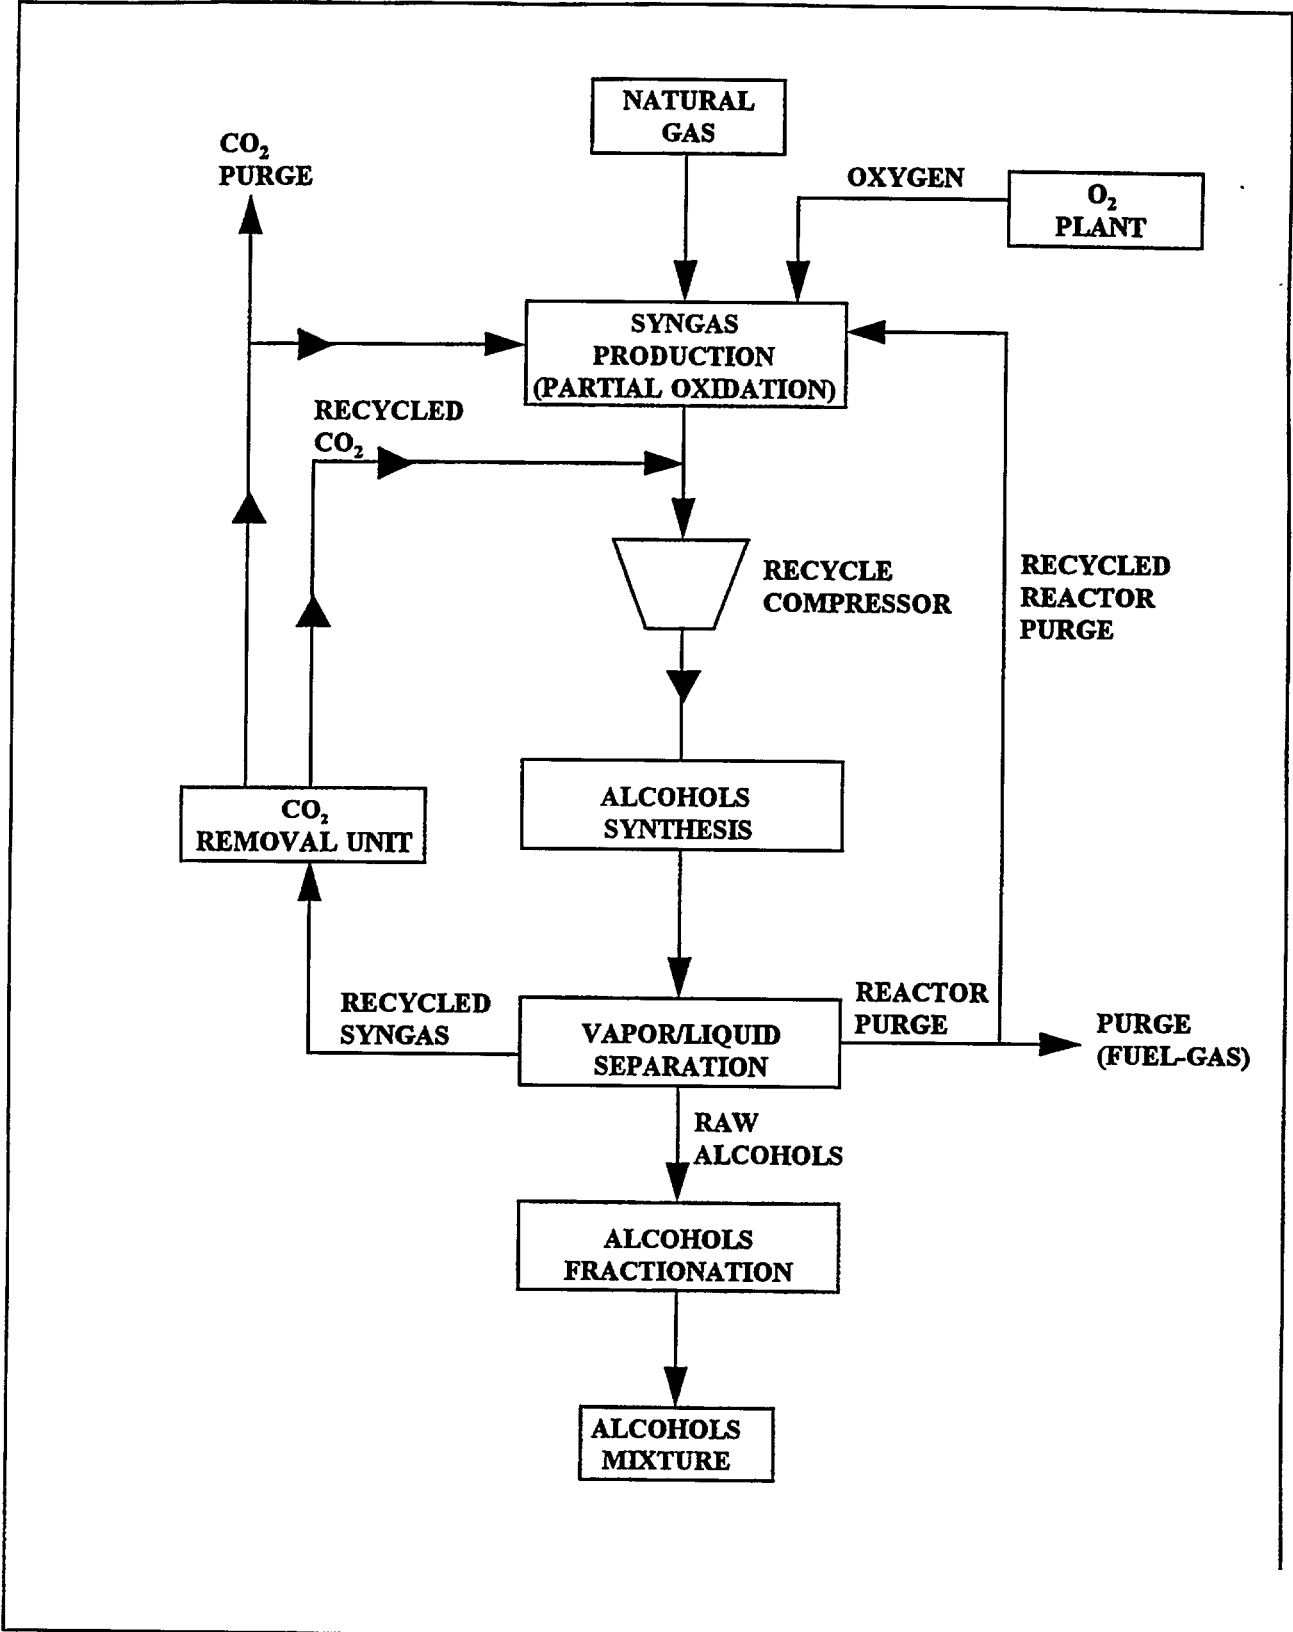 NATURAL
GAS
CO₂
PURGE
OXYGEN
O₂
PLANT
SYNGAS
PRODUCTION
(PARTIAL OXIDATION)
RECYCLED
CO₂
RECYCLE
COMPRESSOR
RECYCLED
REACTOR
PURGE
ALCOHOLS
SYNTHESIS
CO₂
REMOVAL UNIT
RECYCLED
SYNGAS
VAPOR/LIQUID
SEPARATION
REACTOR
PURGE
PURGE
(FUEL-GAS)
RAW
ALCOHOLS
ALCOHOLS
FRACTIONATION
ALCOHOLS
MIXTURE